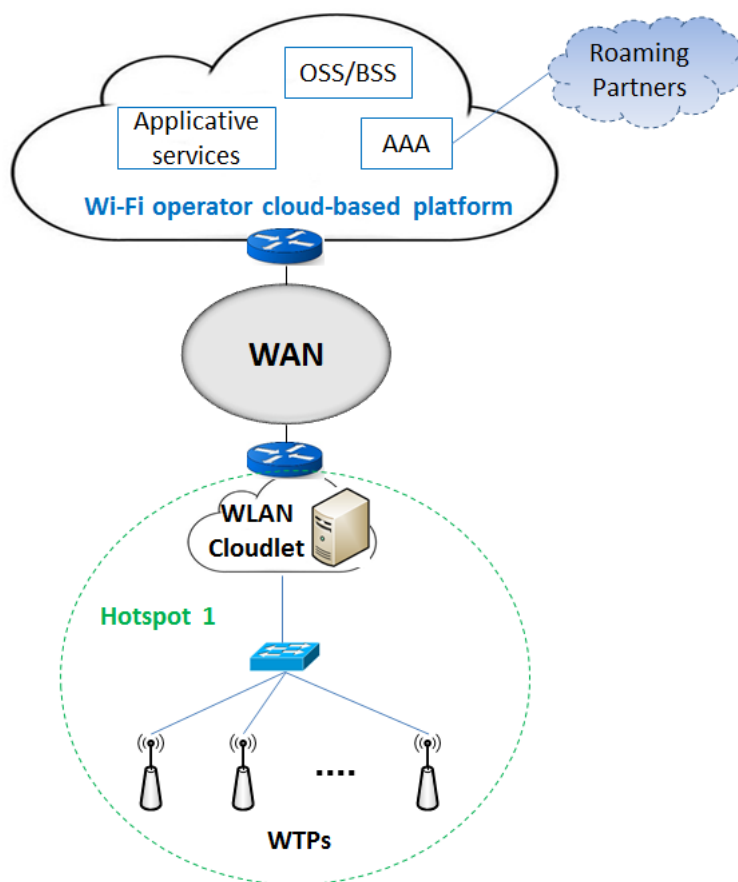 OSS/BSS
Roaming
Partners
Applicative
services
AAA
Wi-Fi operator cloud-based platform
WAN
WLAN
Cloudlet
Hotspot 1
....
WTPs